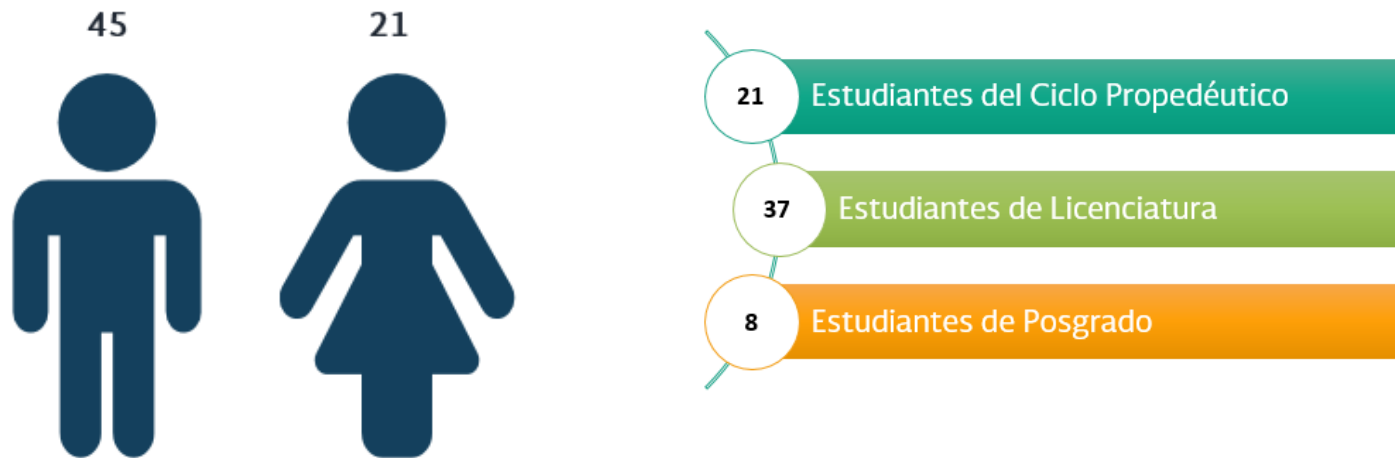 45
21
21
Estudiantes del Ciclo Propedéutico
37
Estudiantes de Licenciatura
8
Estudiantes de Posgrado